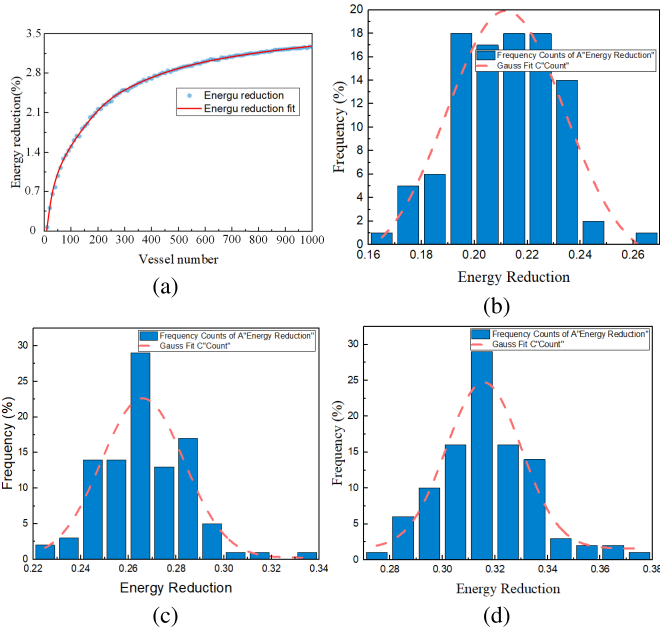 3.5
2.8
2.1
1.4
0.7
0
Energy reduction(%)
Energu reduction
Energu reduction fit
0 100 200 300 400 500 600 700 800 900 1000
Vessel number
(a)
20
18
16
14
12
10
8
6
4
2
0
Frequency (%)
Frequency Counts of A"Energy Reduction"
Gauss Fit C"Count"
0.16 0.18 0.20 0.22 0.24 0.26
Energy Reduction
(b)
30
25
20
15
10
5
0
Frequency (%)
Frequency Counts of A"Energy Reduction"
Gauss Fit C"Count"
0.22 0.24 0.26 0.28 0.30 0.32 0.34
Energy Reduction
(c)
30
25
20
15
10
5
0
Frequency (%)
Frequency Counts of A"Energy Reduction"
Gauss Fit C"Count"
0.28 0.30 0.32 0.34 0.36 0.38
Energy Reduction
(d)